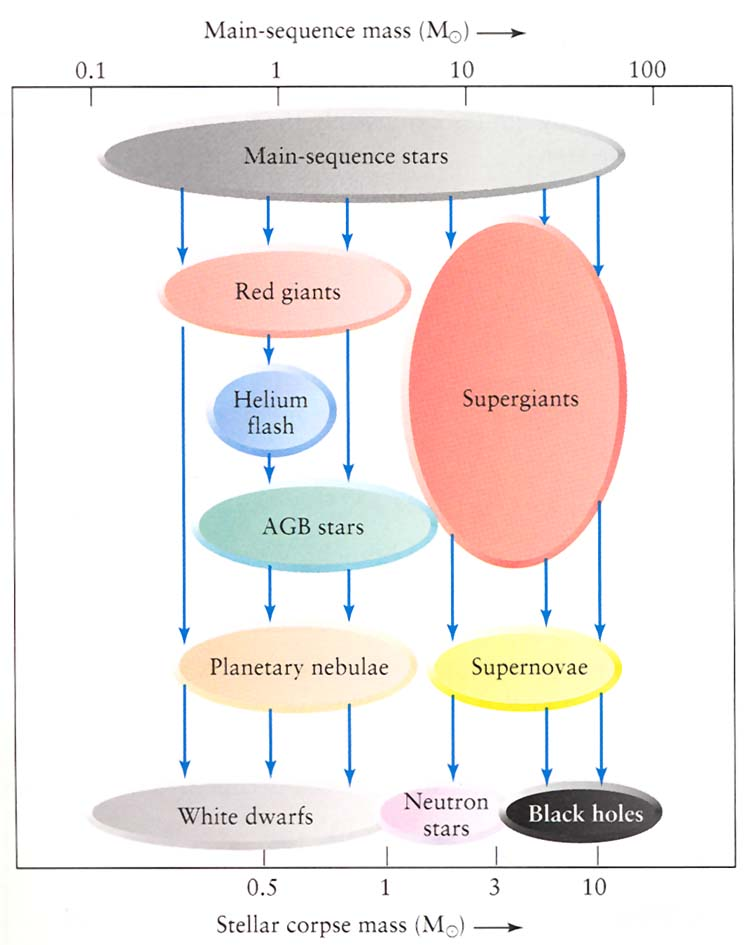 Main-sequence mass (M☉) →
0.1 1 10 100
Main-sequence stars
Red giants
Helium
flash
Supergiants
AGB stars
Planetary nebulae
Supernovae
White dwarfs
Neutron
stars
Black holes
0.5 1 3 10
Stellar corpse mass (M☉) →